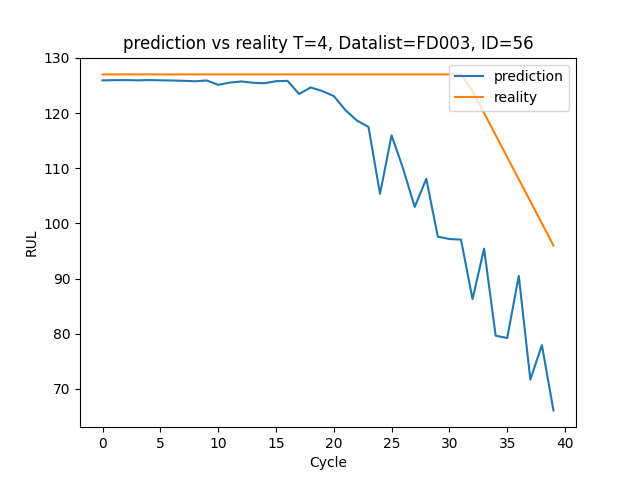 prediction vs reality T=4, Datalist=FD003, ID=56
130
prediction
reality
120
110
100
90
80
70
RUL
0 5 10 15 20 25 30 35 40
Cycle